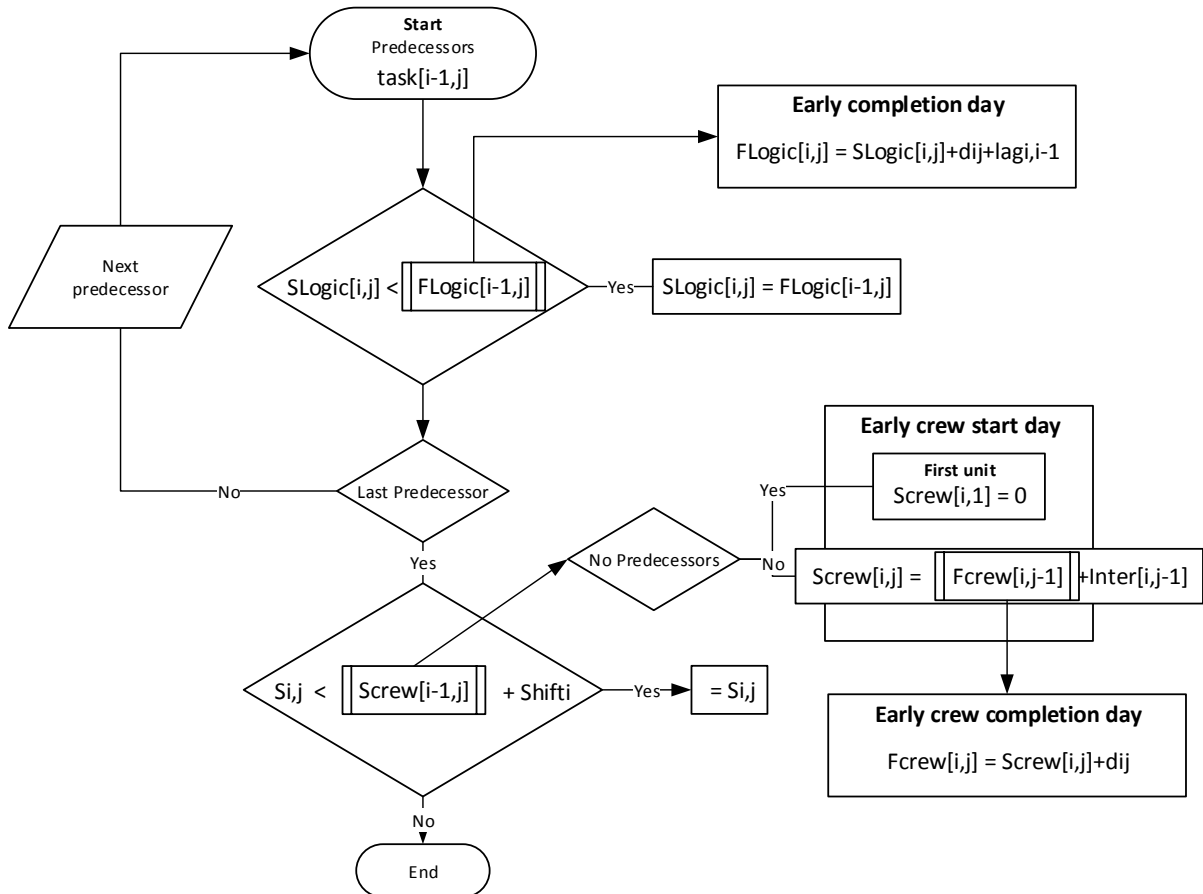 Start
Predecessors
task[i-1,j]
Early completion day
FLogic[i,j] = SLogic[i,j]+dij+lagi,i-1
Next
predecessor
SLogic[i,j] < FLogic[i-1,j]
Yes
SLogic[i,j] = FLogic[i-1,j]
Early crew start day
First unit
Screw[i,1] = 0
Yes
No
Last Predecessor
No Predecessors
No
Screw[i,j] = Fcrew[i,j-1] +Inter[i,j-1]
Yes
Si,j < Screw[i-1,j] + Shifti
Yes
= Si,j
Early crew completion day
Fcrew[i,j] = Screw[i,j]+dij
No
End